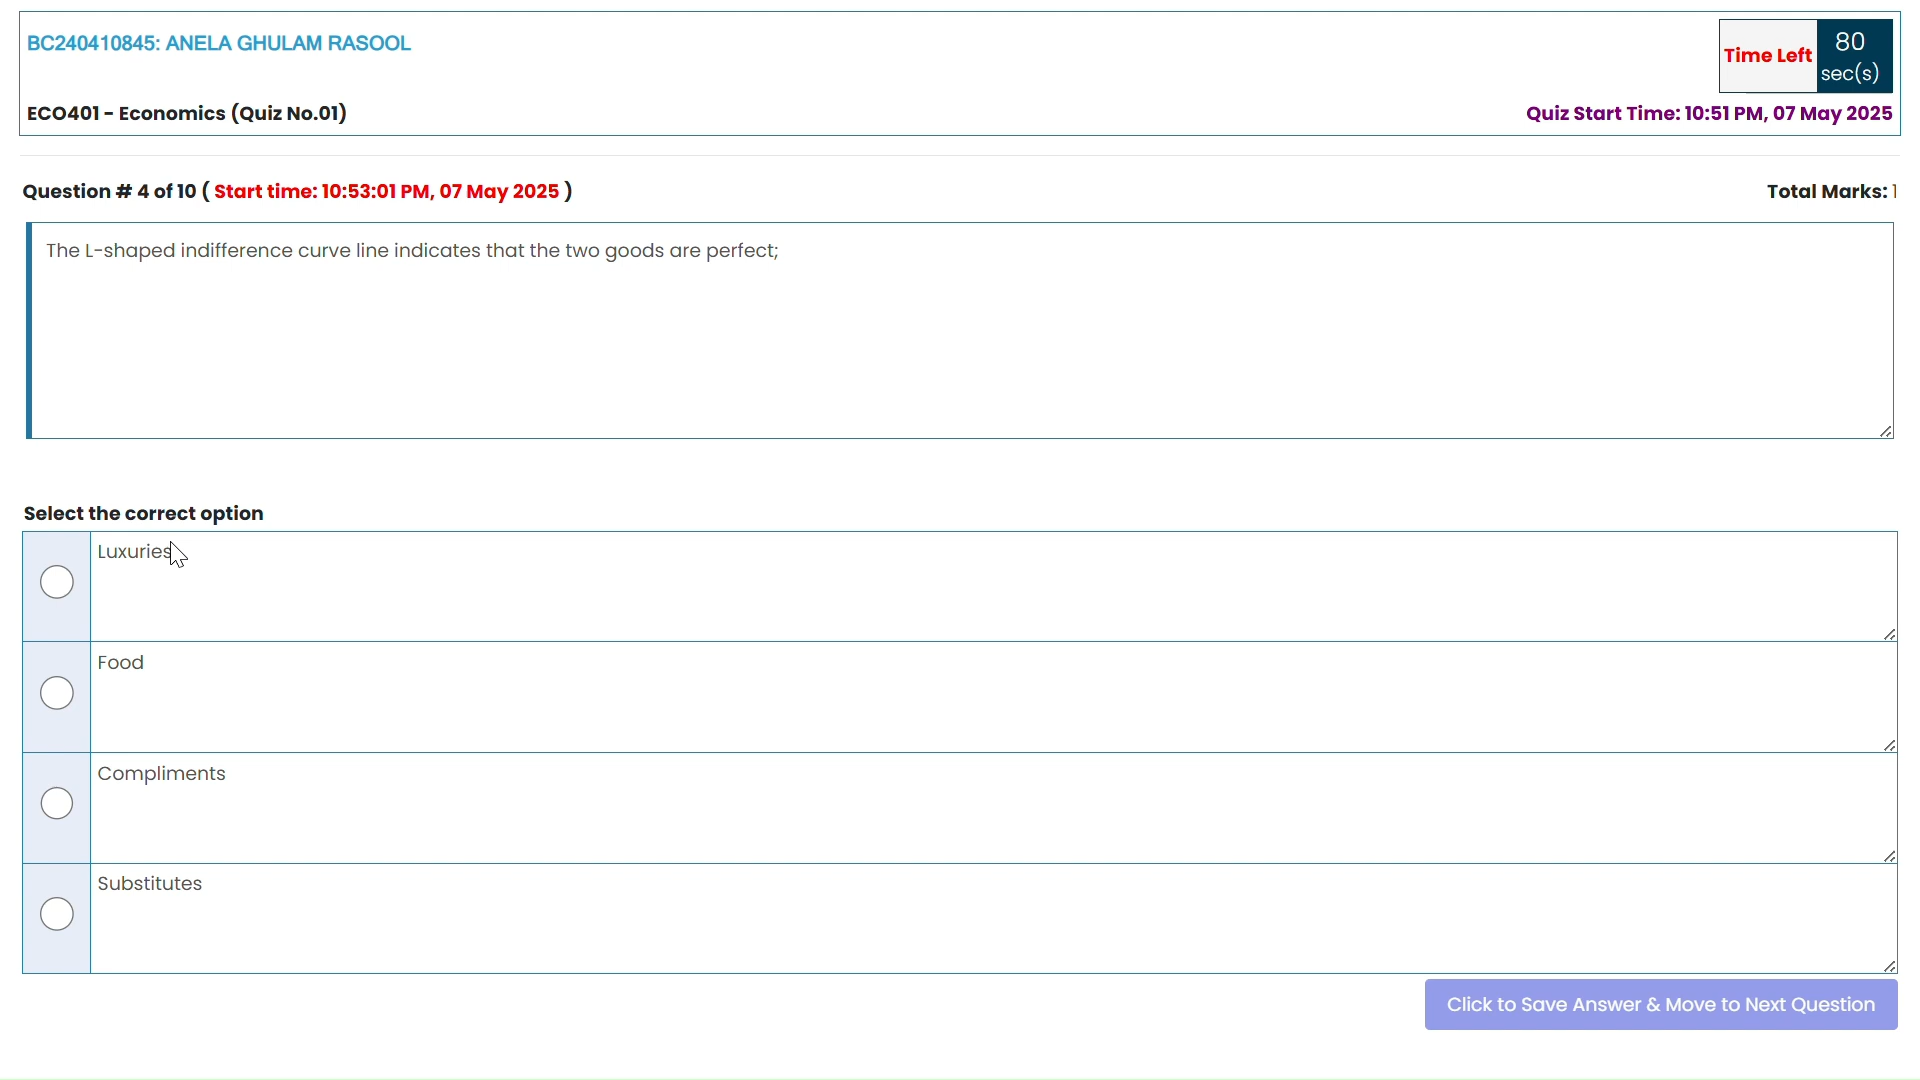 BC240410845: ANELA GHULAM RASOOL
Time Left 80 sec(s)
ECO401 - Economics (Quiz No.01)
Quiz Start Time: 10:51 PM, 07 May 2025
Question # 4 of 10 ( Start time: 10:53:01 PM, 07 May 2025 )
Total Marks: 1
The L-shaped indifference curve line indicates that the two goods are perfect;
Select the correct option
Luxuries
Food
Compliments
Substitutes
Click to Save Answer & Move to Next Question